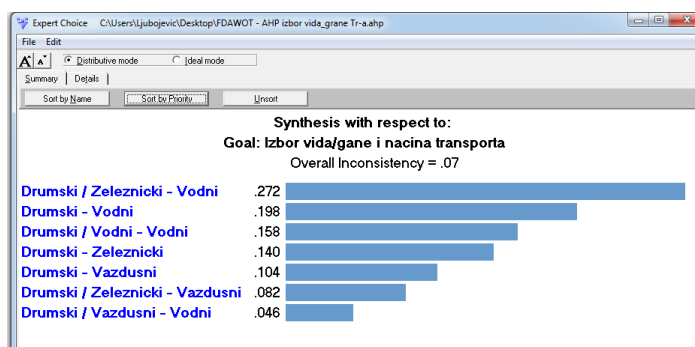 Expert Choice C:\Users\Ljubojevic\Desktop\FDAWOT - AHP izbor vida_grane Tr-a.ahp
File Edit
A A Distributive mode Ideal mode
Summary Details
Sort by Name Sort by Priority Unsort
Synthesis with respect to:
Goal: Izbor vida/gane i nacina transporta
Overall Inconsistency = .07
Drumski / Zeleznicki - Vodni .272
Drumski - Vodni .198
Drumski / Vodni - Vodni .158
Drumski - Zeleznicki .140
Drumski - Vazdusni .104
Drumski / Zeleznicki - Vazdusni .082
Drumski / Vazdusni - Vodni .046